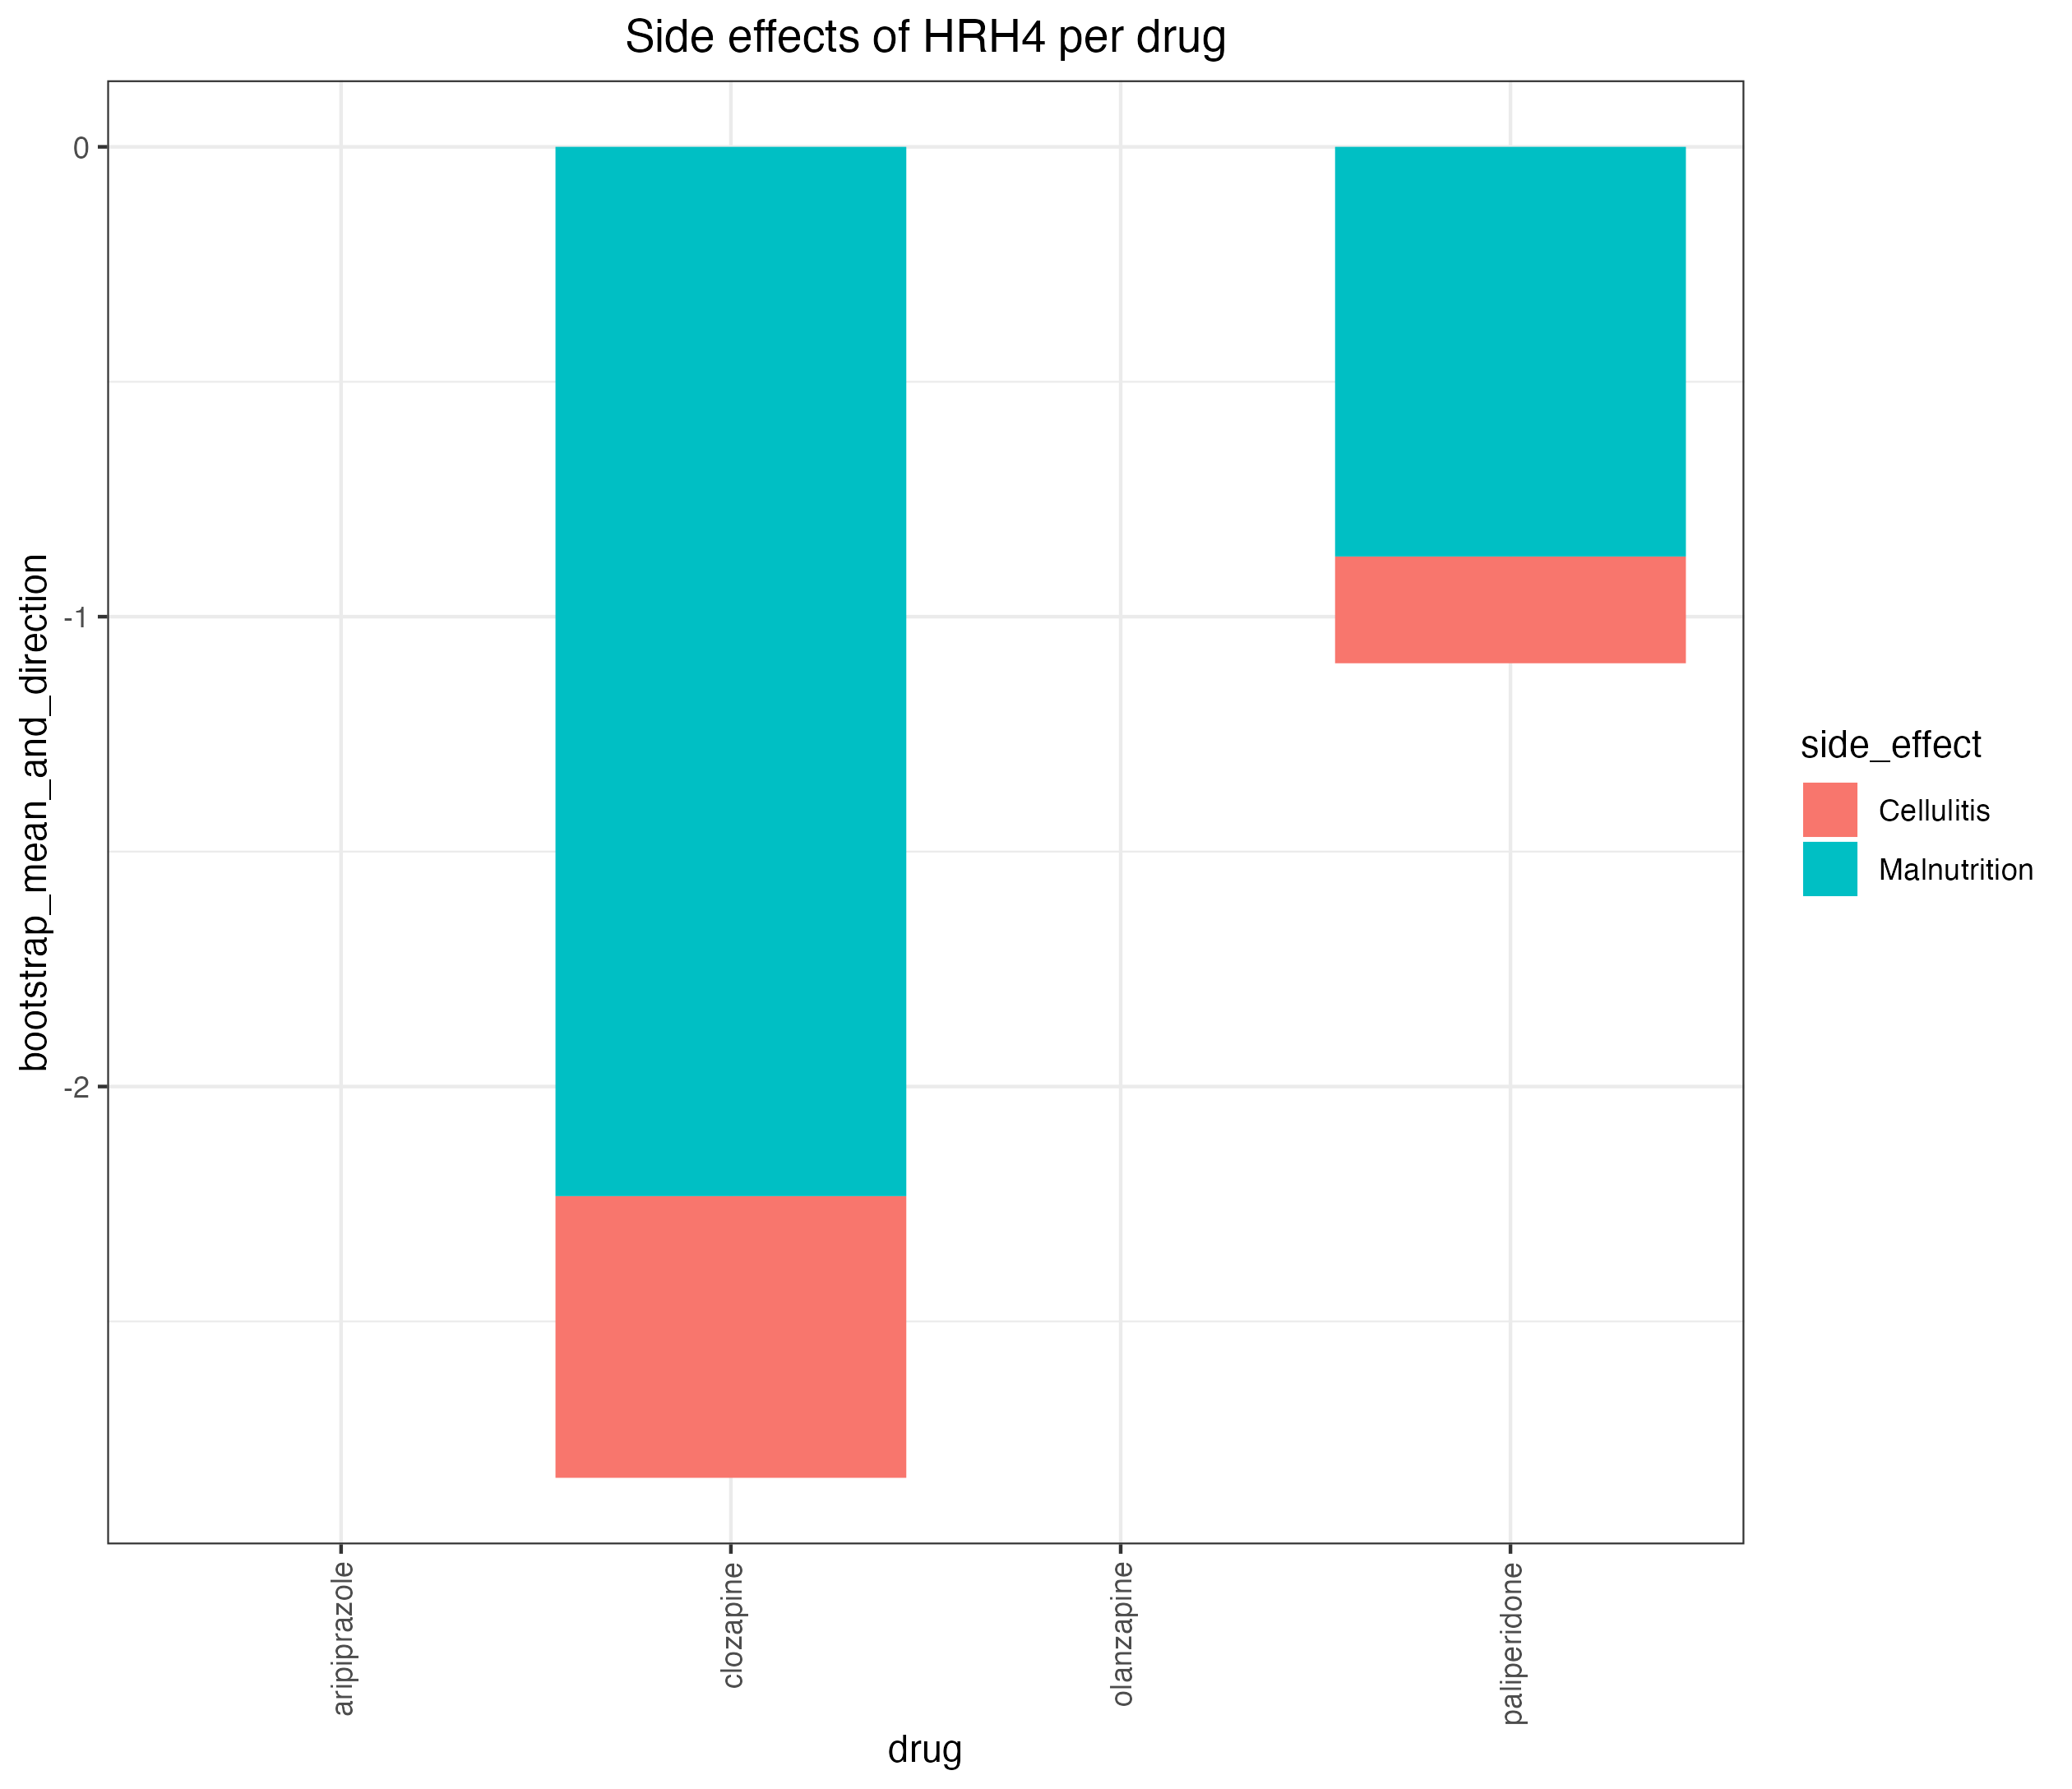 Side effects of HRH4 per drug
bootstrap_mean_and_direction
0
-1
-2
aripiprazole
clozapine
olanzapine
paliperidone
drug
side_effect
Cellulitis
Malnutrition